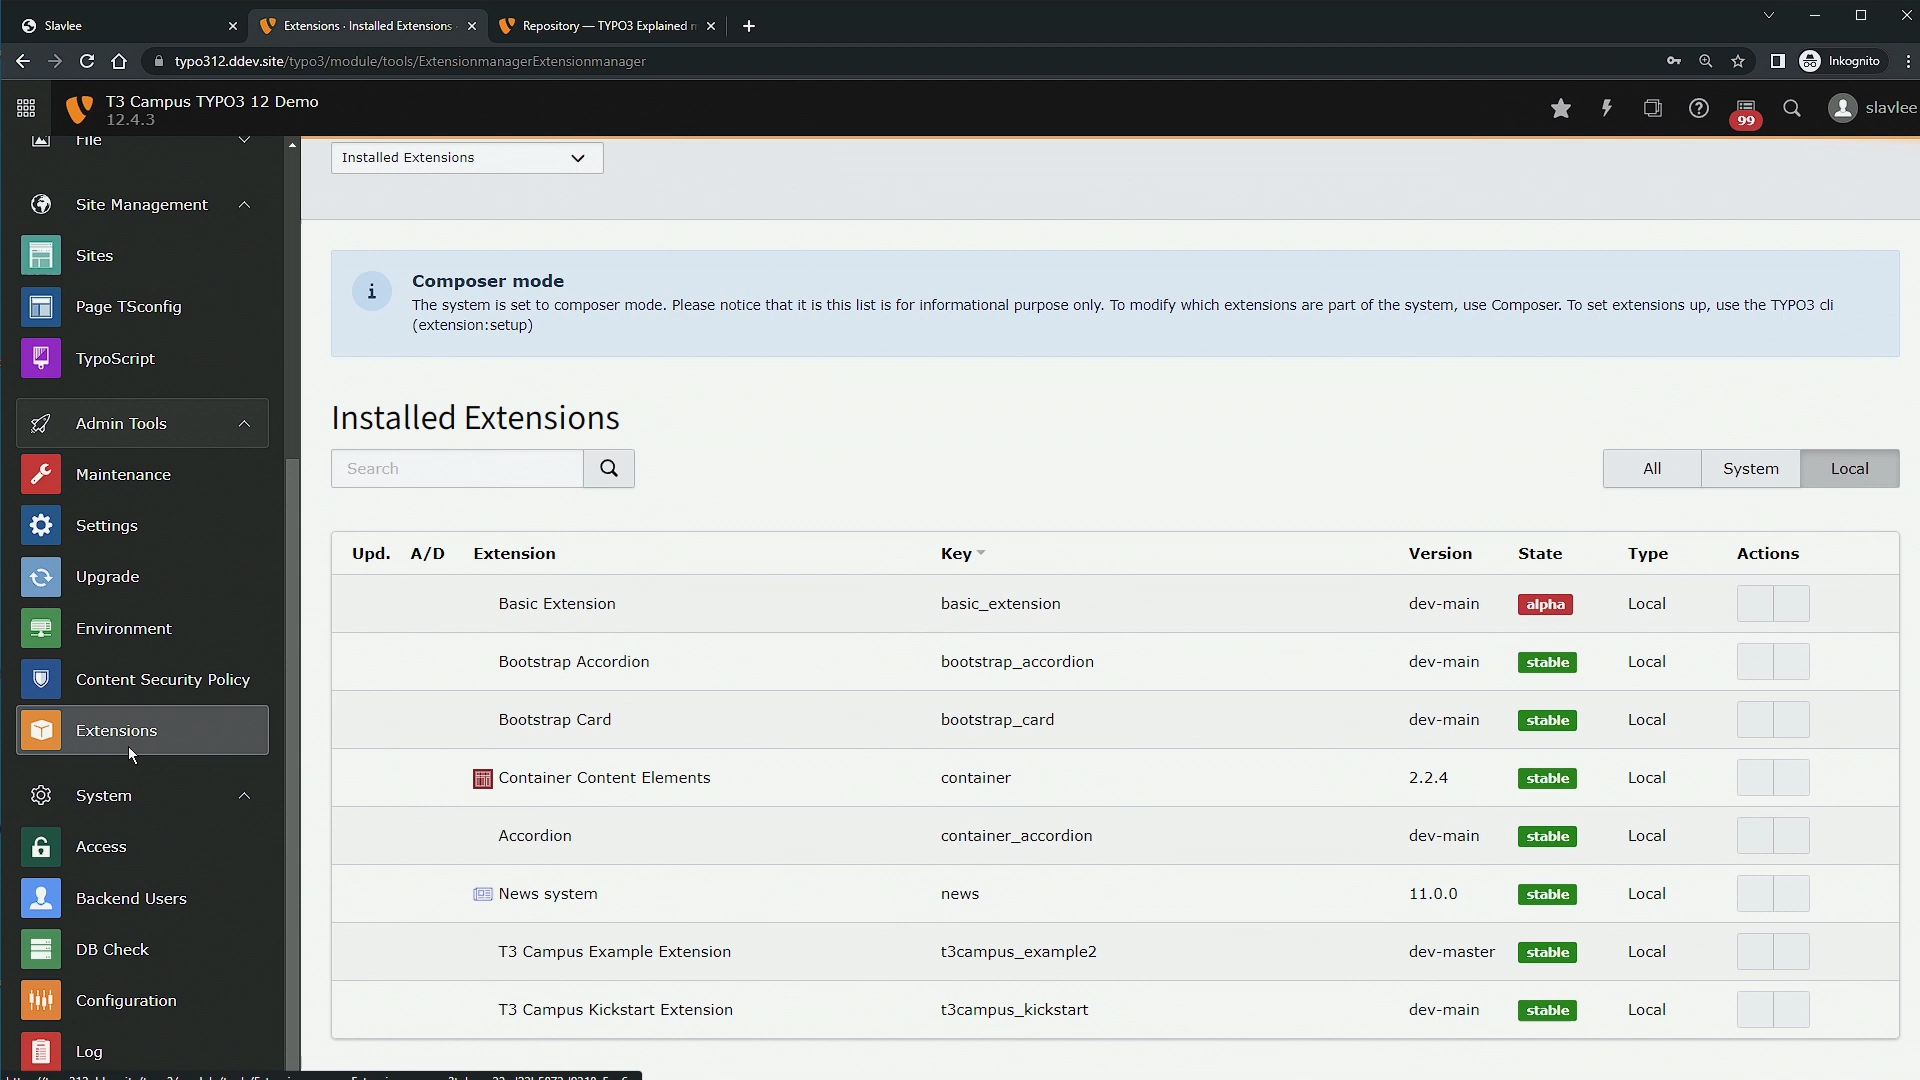 Slavlee
Extensions · Installed Extensions
Repository — TYPO3 Explained
typo312.ddev.site/typo3/module/tools/ExtensionmanagerExtensionmanager
Inkognito
T3 Campus TYPO3 12 Demo
12.4.3
99
slavlee
File
Site Management
Sites
Page TSconfig
TypoScript
Admin Tools
Maintenance
Settings
Upgrade
Environment
Content Security Policy
Extensions
System
Access
Backend Users
DB Check
Configuration
Log
Installed Extensions
Composer mode
The system is set to composer mode. Please notice that it is this list is for informational purpose only. To modify which extensions are part of the system, use Composer. To set extensions up, use the TYPO3 cli
(extension:setup)
Installed Extensions
Search
All System Local
Upd. A/D Extension Key Version State Type Actions
Basic Extension basic_extension dev-main alpha Local
Bootstrap Accordion bootstrap_accordion dev-main stable Local
Bootstrap Card bootstrap_card dev-main stable Local
Container Content Elements container 2.2.4 stable Local
Accordion container_accordion dev-main stable Local
News system news 11.0.0 stable Local
T3 Campus Example Extension t3campus_example2 dev-master stable Local
T3 Campus Kickstart Extension t3campus_kickstart dev-main stable Local